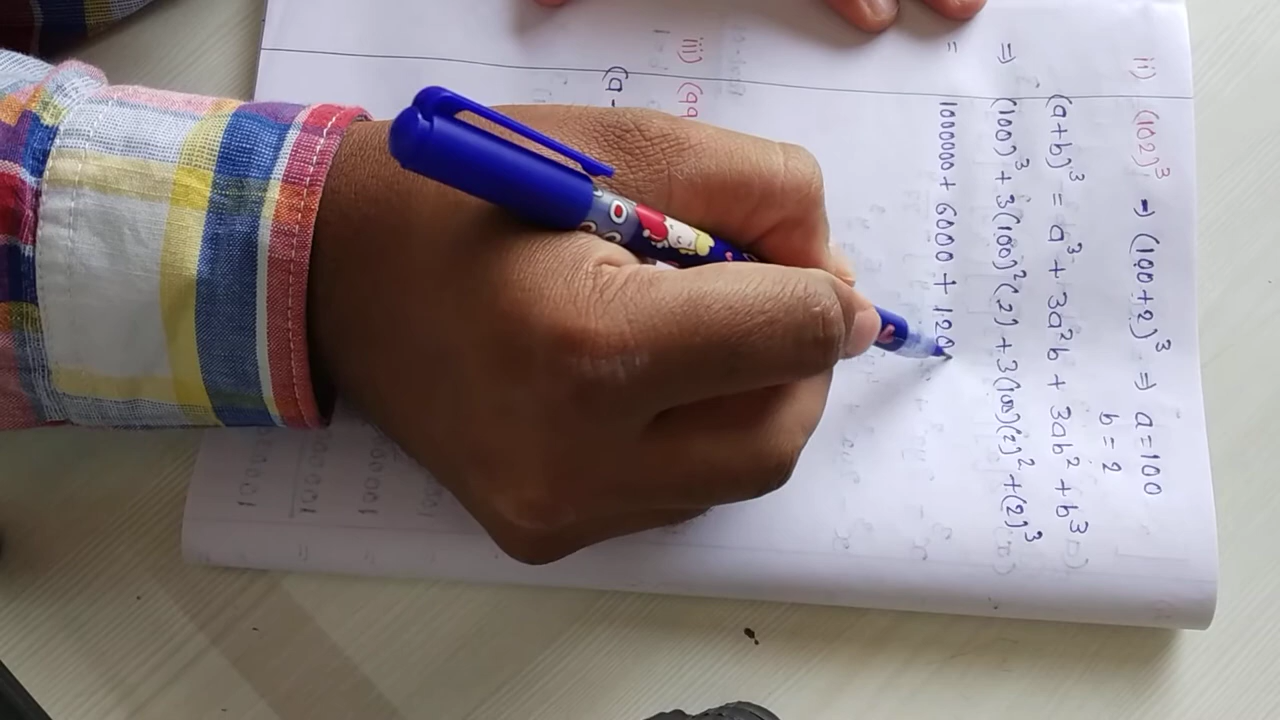 ii) (102)³ → (100+2)³ ⇒ a=100
b=2
(a+b)³ = a³ + 3a²b + 3ab² + b³
⇒ (100)³ + 3(100)²(2) + 3(100)(2)² + (2)³
= 1000000 + 6000 + 120
iii) (99
(a-